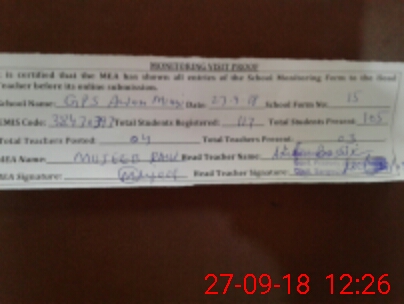 MONITORING VISIT PROOF
is certified that the MEA has shown all entries of the School Monitoring Form to the Head
Teacher before its online submission.
School Name: GPS Date: 27-9-18 School Form No. 15
EMIS Code: Total Students Registered: 117 Total Students Present: 105
Total Teachers Posted: 04 Total Teachers Present: 03
MEA Name: MUJEEB Head Teacher Name:
MEA Signature: Head Teacher Signature:
27-09-18 12:26